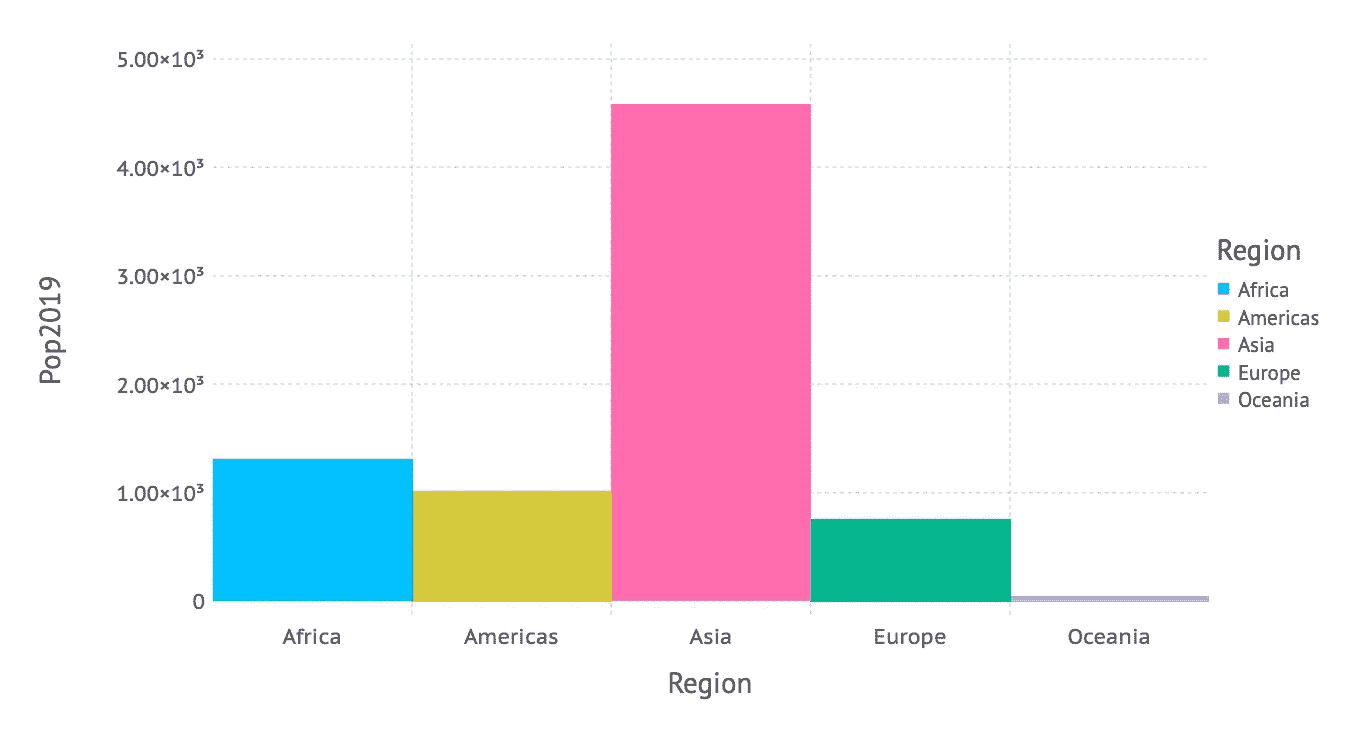 5.00×10³
4.00×10³
3.00×10³
2.00×10³
1.00×10³
0
Pop2019
Africa Americas Asia Europe Oceania
Region
Region
Africa
Americas
Asia
Europe
Oceania